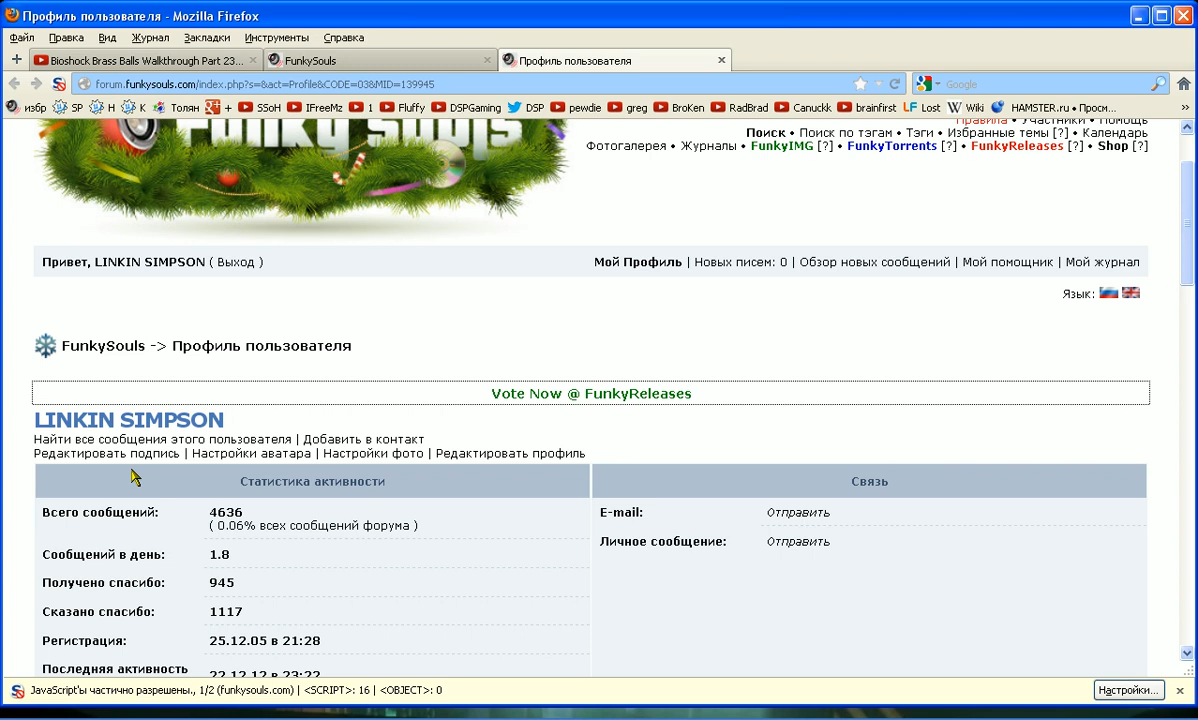 Профиль пользователя - Mozilla Firefox
Файл Правка Вид Журнал Закладки Инструменты Справка
Bioshock Brass Balls Walkthrough Part 23... FunkySouls Профиль пользователя
forum.funkysouls.com/index.php?s=&act=Profile&CODE=03&MID=139945 Google
избр SP H K Толян + SSoH IFreeMz 1 Fluffy DSPGaming DSP pewdie greg BroKen RadBrad Canuckk brainfirst Lost Wiki HAMSTER.ru • Просм... »
Funky Souls
Правила • Участники • Помощь
Поиск • Поиск по тэгам • Тэги • Избранные темы [?] • Календарь
Фотогалерея • Журналы • FunkyIMG [?] • FunkyTorrents [?] • FunkyReleases [?] • Shop [?]
Привет, LINKIN SIMPSON ( Выход ) Мой Профиль | Новых писем: 0 | Обзор новых сообщений | Мой помощник | Мой журнал
Язык:
FunkySouls -> Профиль пользователя
Vote Now @ FunkyReleases
LINKIN SIMPSON
Найти все сообщения этого пользователя | Добавить в контакт
Редактировать подпись | Настройки аватара | Настройки фото | Редактировать профиль
Статистика активности Связь
Всего сообщений: 4636 E-mail: Отправить
( 0.06% всех сообщений форума )
Личное сообщение: Отправить
Сообщений в день: 1.8
Получено спасибо: 945
Сказано спасибо: 1117
Регистрация: 25.12.05 в 21:28
Последняя активность 22.12.12 в 23:22
JavaScript'ы частично разрешены., 1/2 (funkysouls.com) | <SCRIPT>: 16 | <OBJECT>: 0 Настройки...